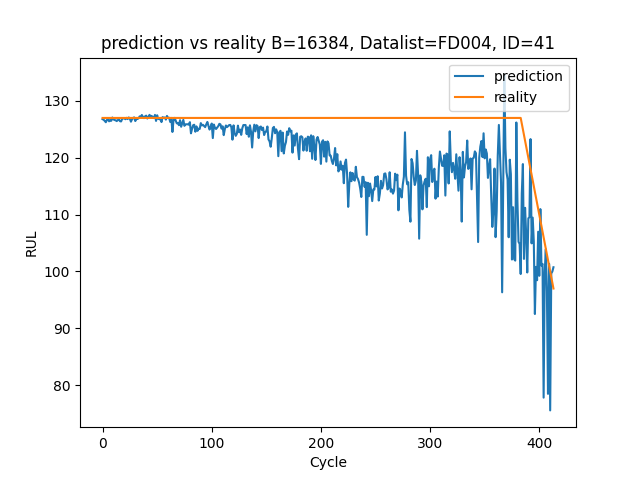 prediction vs reality B=16384, Datalist=FD004, ID=41
prediction
reality
130
120
110
100
90
80
RUL
0 100 200 300 400
Cycle